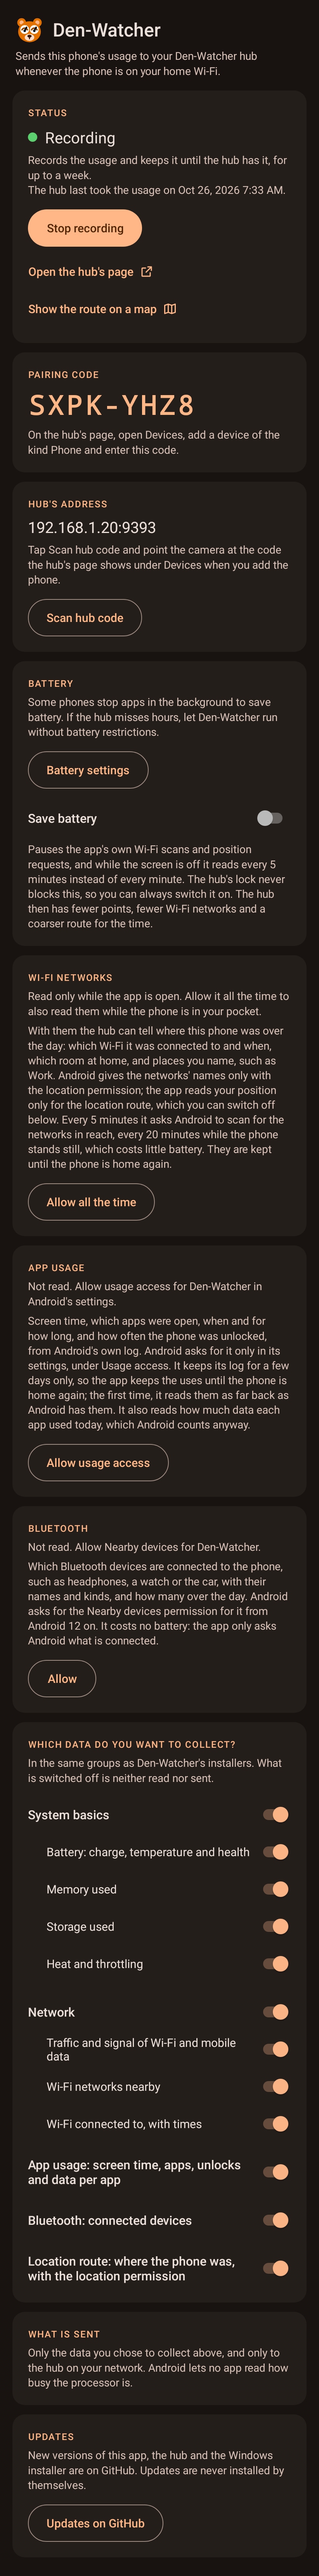 Den-Watcher
Sends this phone's usage to your Den-Watcher hub
whenever the phone is on your home Wi-Fi.
STATUS
Recording
Records the usage and keeps it until the hub has it, for
up to a week.
The hub last took the usage on Oct 26, 2026 7:33 AM.
Stop recording
Open the hub's page
Show the route on a map
PAIRING CODE
SXPK-YHZ8
On the hub's page, open Devices, add a device of the
kind Phone and enter this code.
HUB'S ADDRESS
192.168.1.20:9393
Tap Scan hub code and point the camera at the code
the hub's page shows under Devices when you add the
phone.
Scan hub code
BATTERY
Some phones stop apps in the background to save
battery. If the hub misses hours, let Den-Watcher run
without battery restrictions.
Battery settings
Save battery
Pauses the app's own Wi-Fi scans and position
requests, and while the screen is off it reads every 5
minutes instead of every minute. The hub's lock never
blocks this, so you can always switch it on. The hub
then has fewer points, fewer Wi-Fi networks and a
coarser route for the time.
WI-FI NETWORKS
Read only while the app is open. Allow it all the time to
also read them while the phone is in your pocket.
With them the hub can tell where this phone was over
the day: which Wi-Fi it was connected to and when,
which room at home, and places you name, such as
Work. Android gives the networks' names only with
the location permission; the app reads your position
only for the location route, which you can switch off
below. Every 5 minutes it asks Android to scan for the
networks in reach, every 20 minutes while the phone
stands still, which costs little battery. They are kept
until the phone is home again.
Allow all the time
APP USAGE
Not read. Allow usage access for Den-Watcher in
Android's settings.
Screen time, which apps were open, when and for
how long, and how often the phone was unlocked,
from Android's own log. Android asks for it only in its
settings, under Usage access. It keeps its log for a few
days only, so the app keeps the uses until the phone is
home again; the first time, it reads them as far back as
Android has them. It also reads how much data each
app used today, which Android counts anyway.
Allow usage access
BLUETOOTH
Not read. Allow Nearby devices for Den-Watcher.
Which Bluetooth devices are connected to the phone,
such as headphones, a watch or the car, with their
names and kinds, and how many over the day. Android
asks for the Nearby devices permission for it from
Android 12 on. It costs no battery: the app only asks
Android what is connected.
Allow
WHICH DATA DO YOU WANT TO COLLECT?
In the same groups as Den-Watcher's installers. What
is switched off is neither read nor sent.
System basics
Battery: charge, temperature and health
Memory used
Storage used
Heat and throttling
Network
Traffic and signal of Wi-Fi and mobile
data
Wi-Fi networks nearby
Wi-Fi connected to, with times
App usage: screen time, apps, unlocks
and data per app
Bluetooth: connected devices
Location route: where the phone was,
with the location permission
WHAT IS SENT
Only the data you chose to collect above, and only to
the hub on your network. Android lets no app read how
busy the processor is.
UPDATES
New versions of this app, the hub and the Windows
installer are on GitHub. Updates are never installed by
themselves.
Updates on GitHub